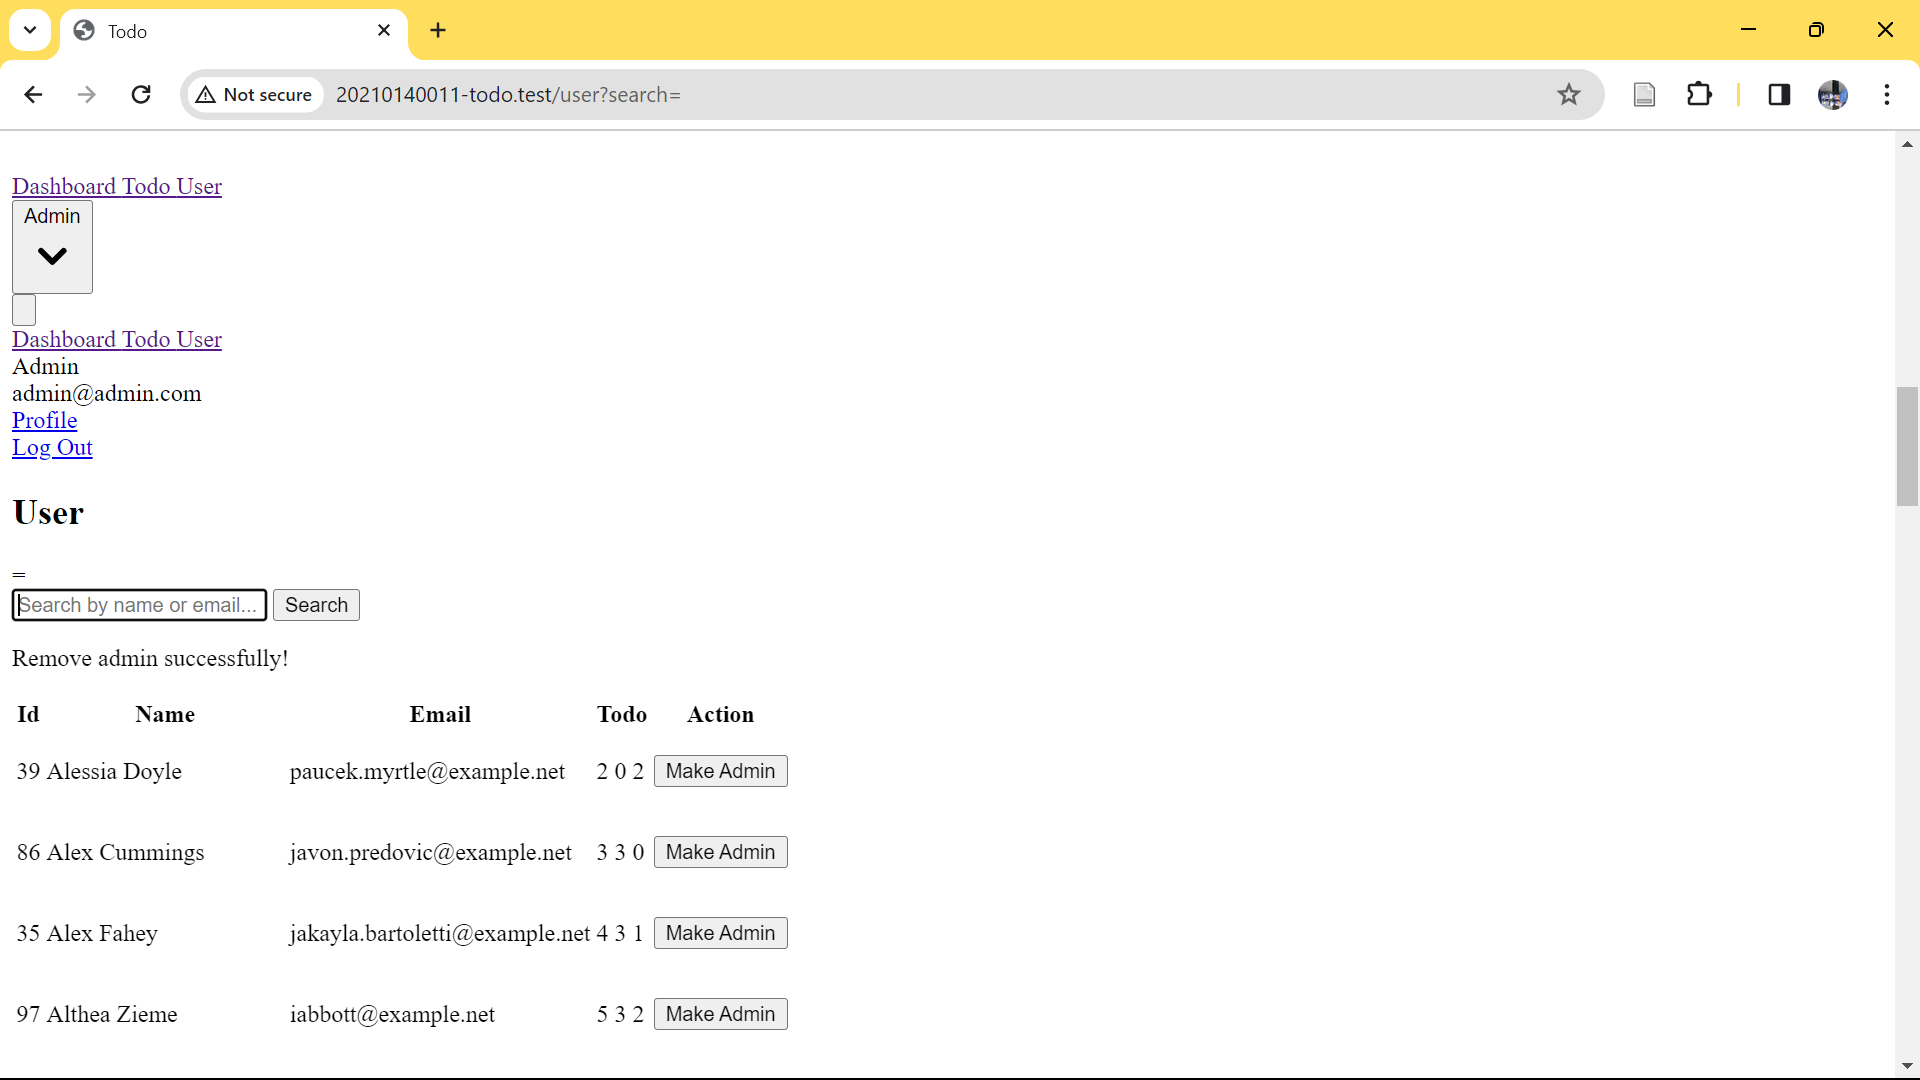 Todo
Not secure 20210140011-todo.test/user?search=
Dashboard Todo User
Admin
Dashboard Todo User
Admin
admin@admin.com
Profile
Log Out
User
=
Search by name or email... Search
Remove admin successfully!
Id Name Email Todo Action
39 Alessia Doyle paucek.myrtle@example.net 2 0 2 Make Admin
86 Alex Cummings javon.predovic@example.net 3 3 0 Make Admin
35 Alex Fahey jakayla.bartoletti@example.net 4 3 1 Make Admin
97 Althea Zieme iabbott@example.net 5 3 2 Make Admin